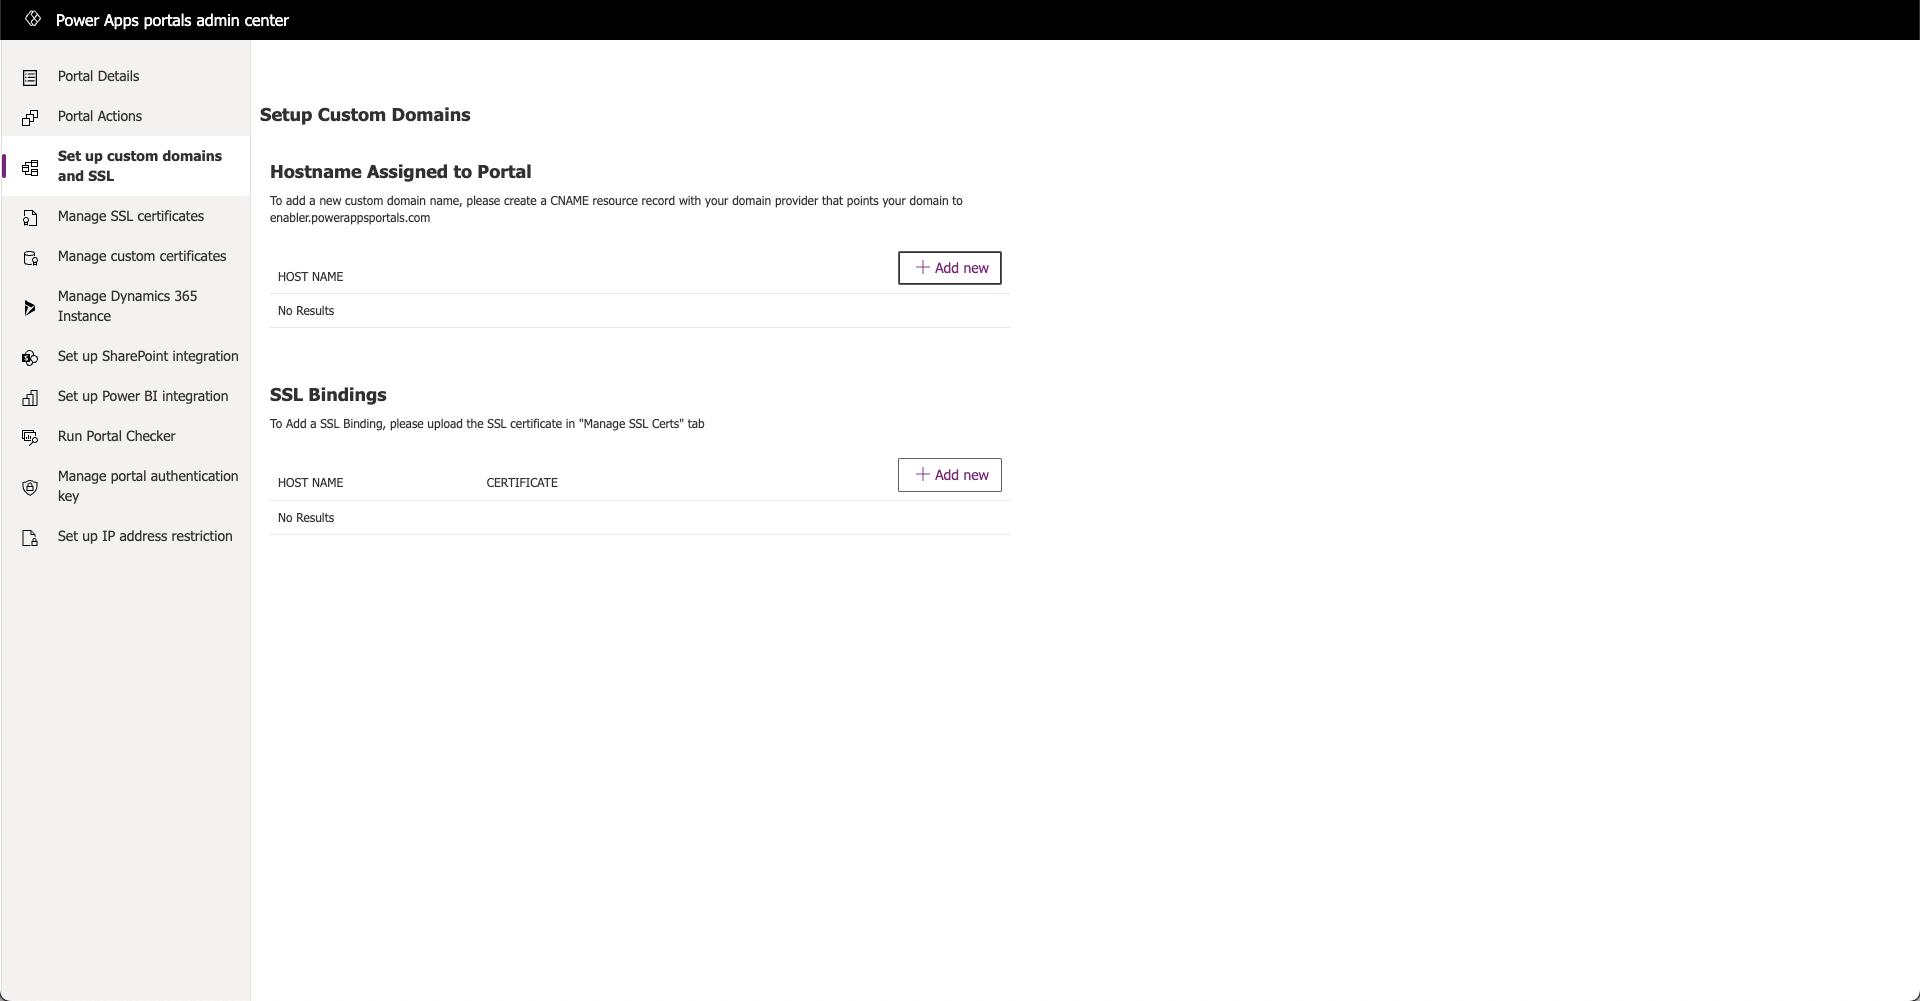 Power Apps portals admin center
Portal Details
Portal Actions
Set up custom domains
and SSL
Manage SSL certificates
Manage custom certificates
Manage Dynamics 365
Instance
Set up SharePoint integration
Set up Power BI integration
Run Portal Checker
Manage portal authentication
key
Set up IP address restriction
Setup Custom Domains
Hostname Assigned to Portal
To add a new custom domain name, please create a CNAME resource record with your domain provider that points your domain to
enabler.powerappsportals.com
HOST NAME
Add new
No Results
SSL Bindings
To Add a SSL Binding, please upload the SSL certificate in "Manage SSL Certs" tab
HOST NAME CERTIFICATE
Add new
No Results